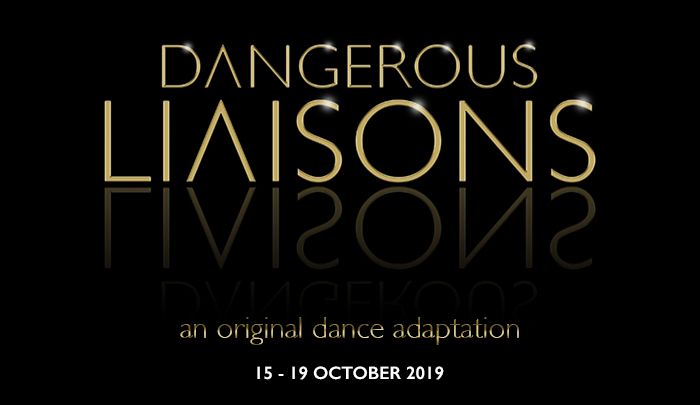 DANGEROUS
LIAISONS
an original dance adaptation
15 - 19 OCTOBER 2019